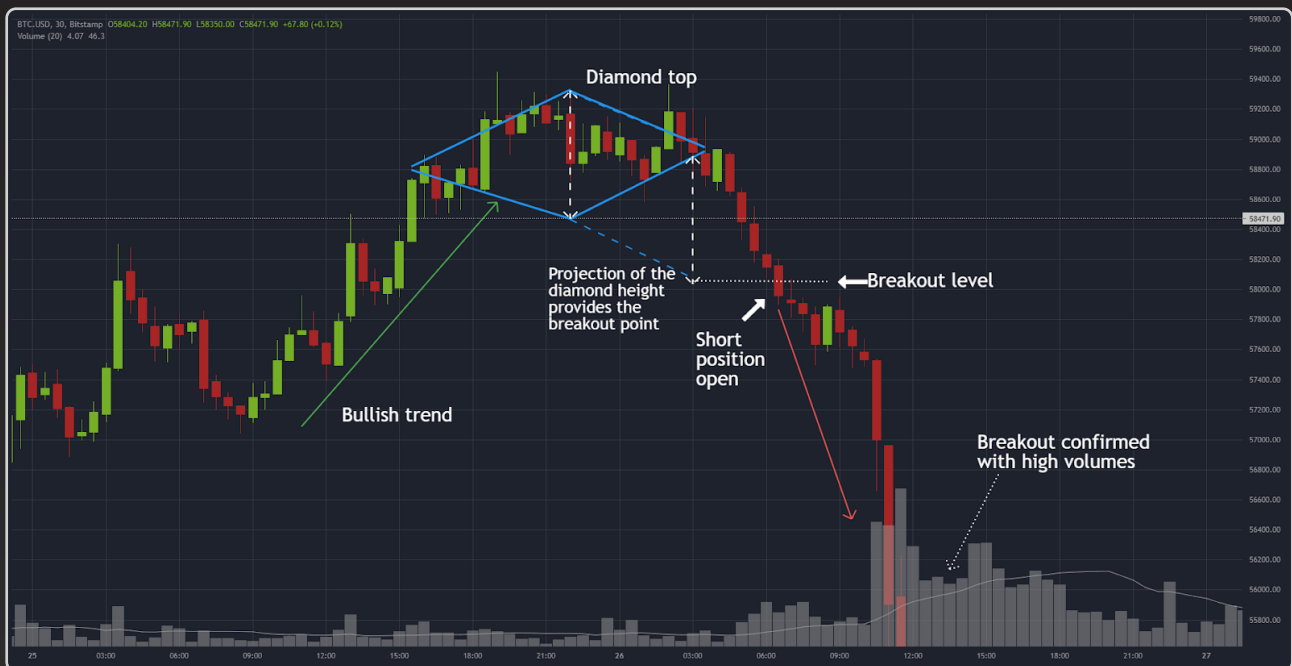 BTC.USD, 30, Bitstamp O58404.20 H58471.90 L58350.00 C58471.90 +67.80 (+0.12%)
Volume (20) 4.07 46.3
Diamond top
Projection of the
diamond height
provides the
breakout point
Breakout level
Short
position
open
Bullish trend
Breakout confirmed
with high volumes
59800.00
59600.00
59400.00
59200.00
59000.00
58800.00
58600.00
58471.90
58400.00
58200.00
58000.00
57800.00
57600.00
57400.00
57200.00
57000.00
56800.00
56600.00
56400.00
56200.00
56000.00
55800.00
25 03:00 06:00 09:00 12:00 15:00 18:00 21:00 26 03:00 06:00 09:00 12:00 15:00 18:00 21:00 27